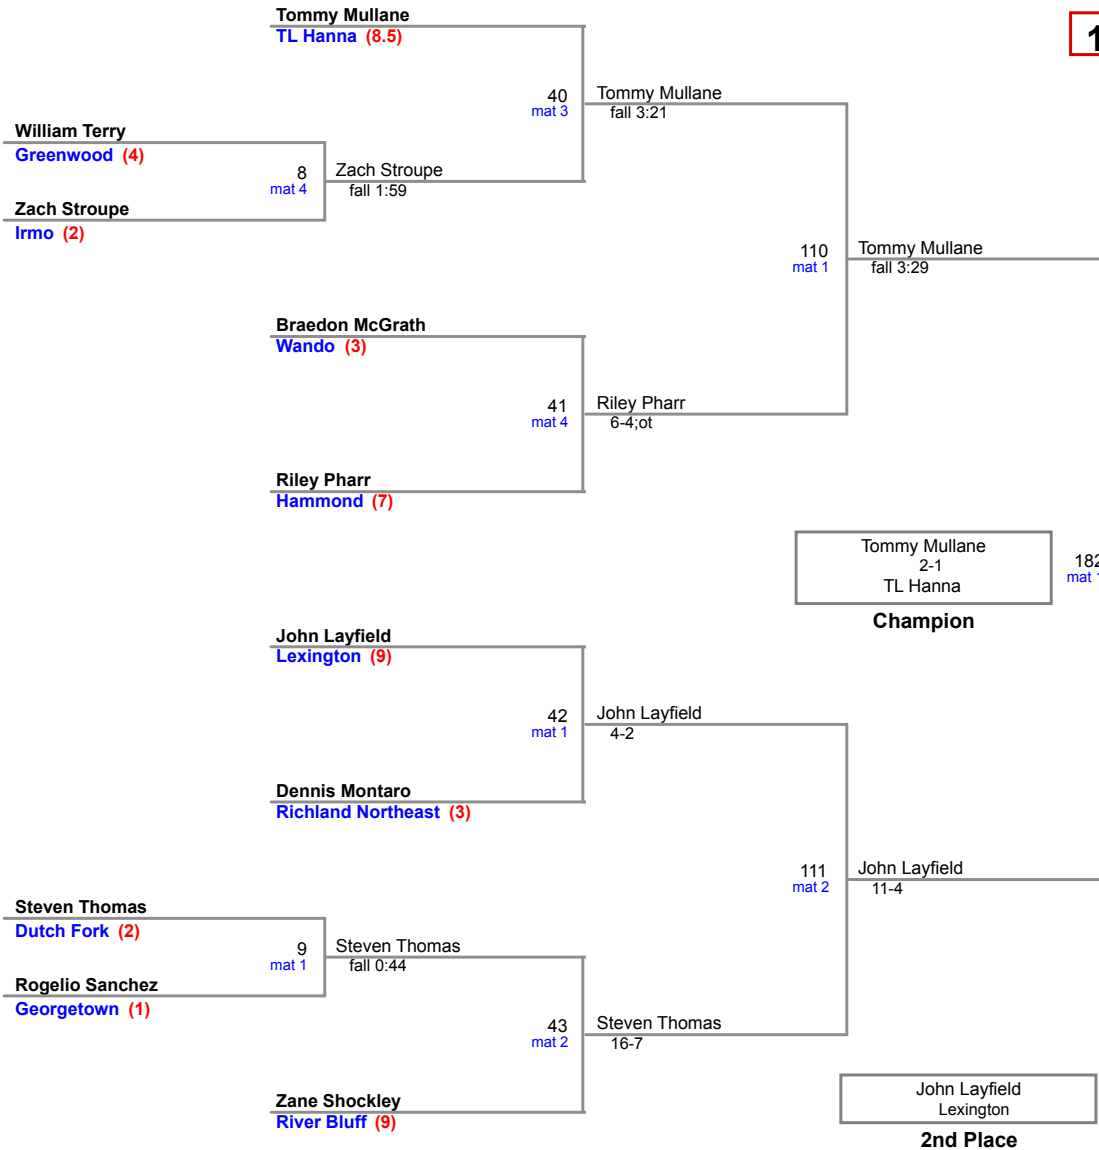 Tommy Mullane
TL Hanna (8.5)
1
40
mat 3
Tommy Mullane
fall 3:21
William Terry
Greenwood (4)
8
mat 4
Zach Stroupe
fall 1:59
Zach Stroupe
Irmo (2)
110
mat 1
Tommy Mullane
fall 3:29
Braedon McGrath
Wando (3)
41
mat 4
Riley Pharr
6-4;ot
Riley Pharr
Hammond (7)
Tommy Mullane
2-1
TL Hanna
182
mat 1
Champion
John Layfield
Lexington (9)
42
mat 1
John Layfield
4-2
Dennis Montaro
Richland Northeast (3)
111
mat 2
John Layfield
11-4
Steven Thomas
Dutch Fork (2)
9
mat 1
Steven Thomas
fall 0:44
Rogelio Sanchez
Georgetown (1)
43
mat 2
Steven Thomas
16-7
Zane Shockley
River Bluff (9)
John Layfield
Lexington
2nd Place